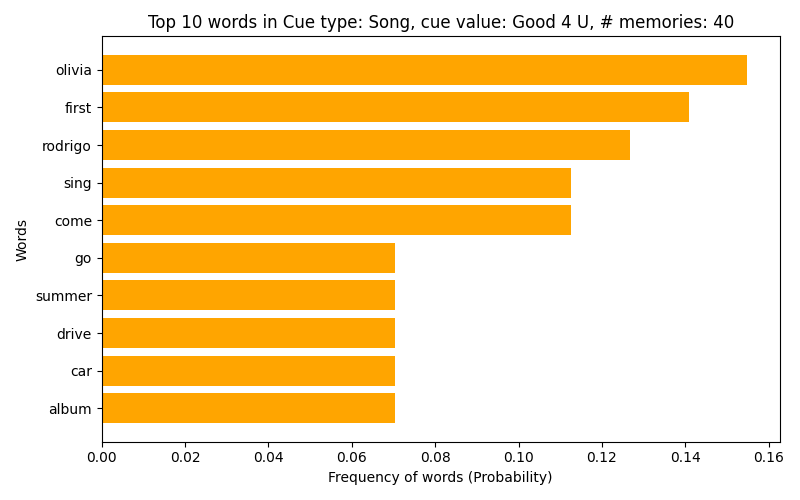 Top 10 words in Cue type: Song, cue value: Good 4 U, # memories: 40
Words
olivia
first
rodrigo
sing
come
go
summer
drive
car
album
0.00 0.02 0.04 0.06 0.08 0.10 0.12 0.14 0.16
Frequency of words (Probability)